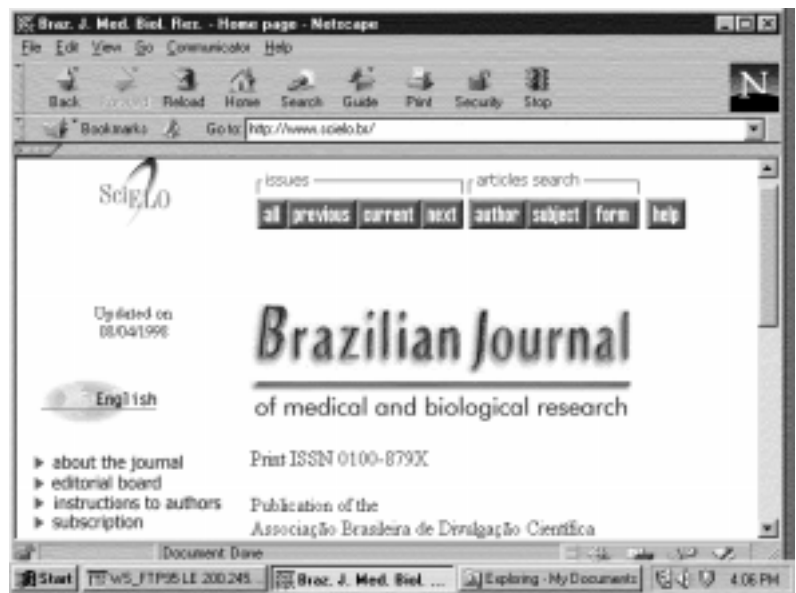 Braz. J. Med. Biol. Res. - Home page - Netscape
File Edit View Go Communicator Help
Back Forward Reload Home Search Guide Print Security Stop
N
Bookmarks Go to: http://www.scielo.br/
SciELO
issues articles search
all previous current next author subject form help
Updated on
08/04/1998
Brazilian Journal
English
of medical and biological research
about the journal
editorial board
instructions to authors
subscription
Print ISSN 0100-879X
Publication of the
Associação Brasileira de Divulgação Científica
Document: Done
Start WS_FTP95 LE 200.245... Braz. J. Med. Biol. ... Exploring - My Documents 4:06 PM